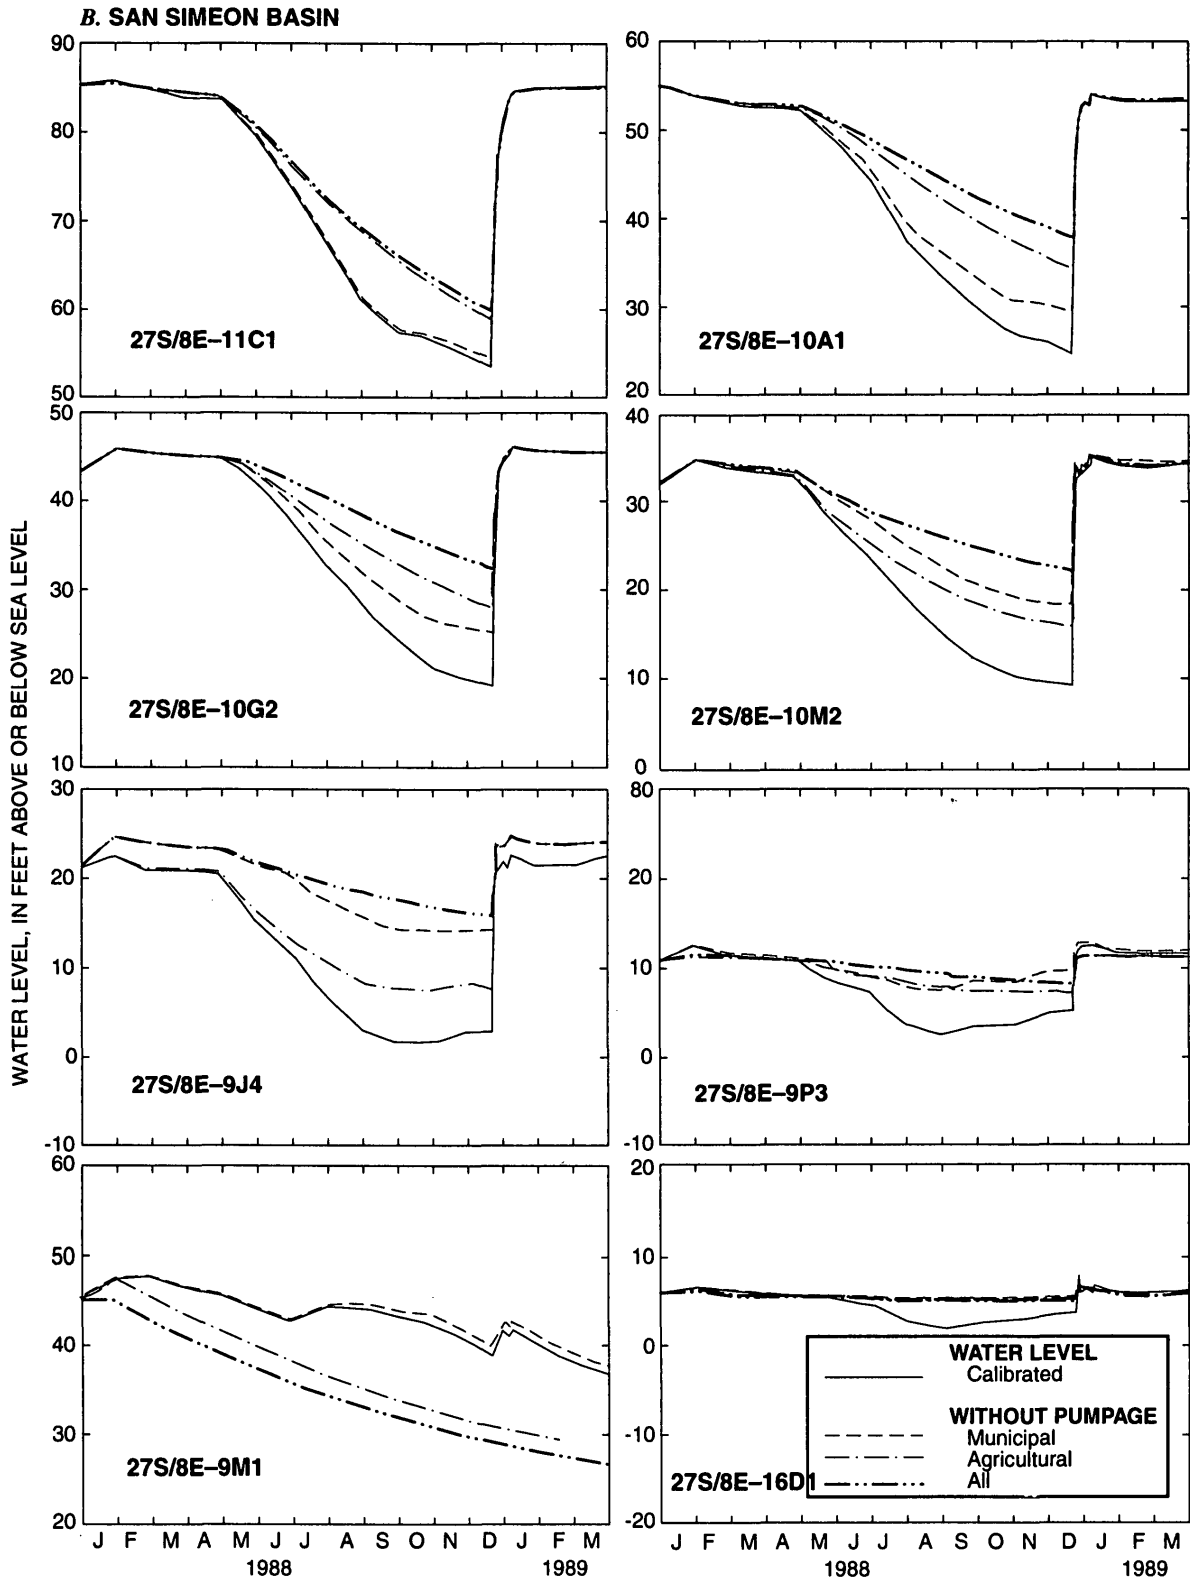 B. SAN SIMEON BASIN
WATER LEVEL, IN FEET ABOVE OR BELOW SEA LEVEL
90
80
70
60
50
27S/8E–11C1
60
50
40
30
20
27S/8E–10A1
50
40
30
20
10
27S/8E–10G2
40
30
20
10
0
27S/8E–10M2
30
20
10
0
-10
27S/8E–9J4
80
20
10
0
-10
27S/8E–9P3
60
50
40
30
20
27S/8E–9M1
20
10
0
-10
-20
27S/8E–16D1
WATER LEVEL
Calibrated
WITHOUT PUMPAGE
Municipal
Agricultural
All
J F M A M J J A S O N D J F M
1988 1989
J F M A M J J A S O N D J F M
1988 1989